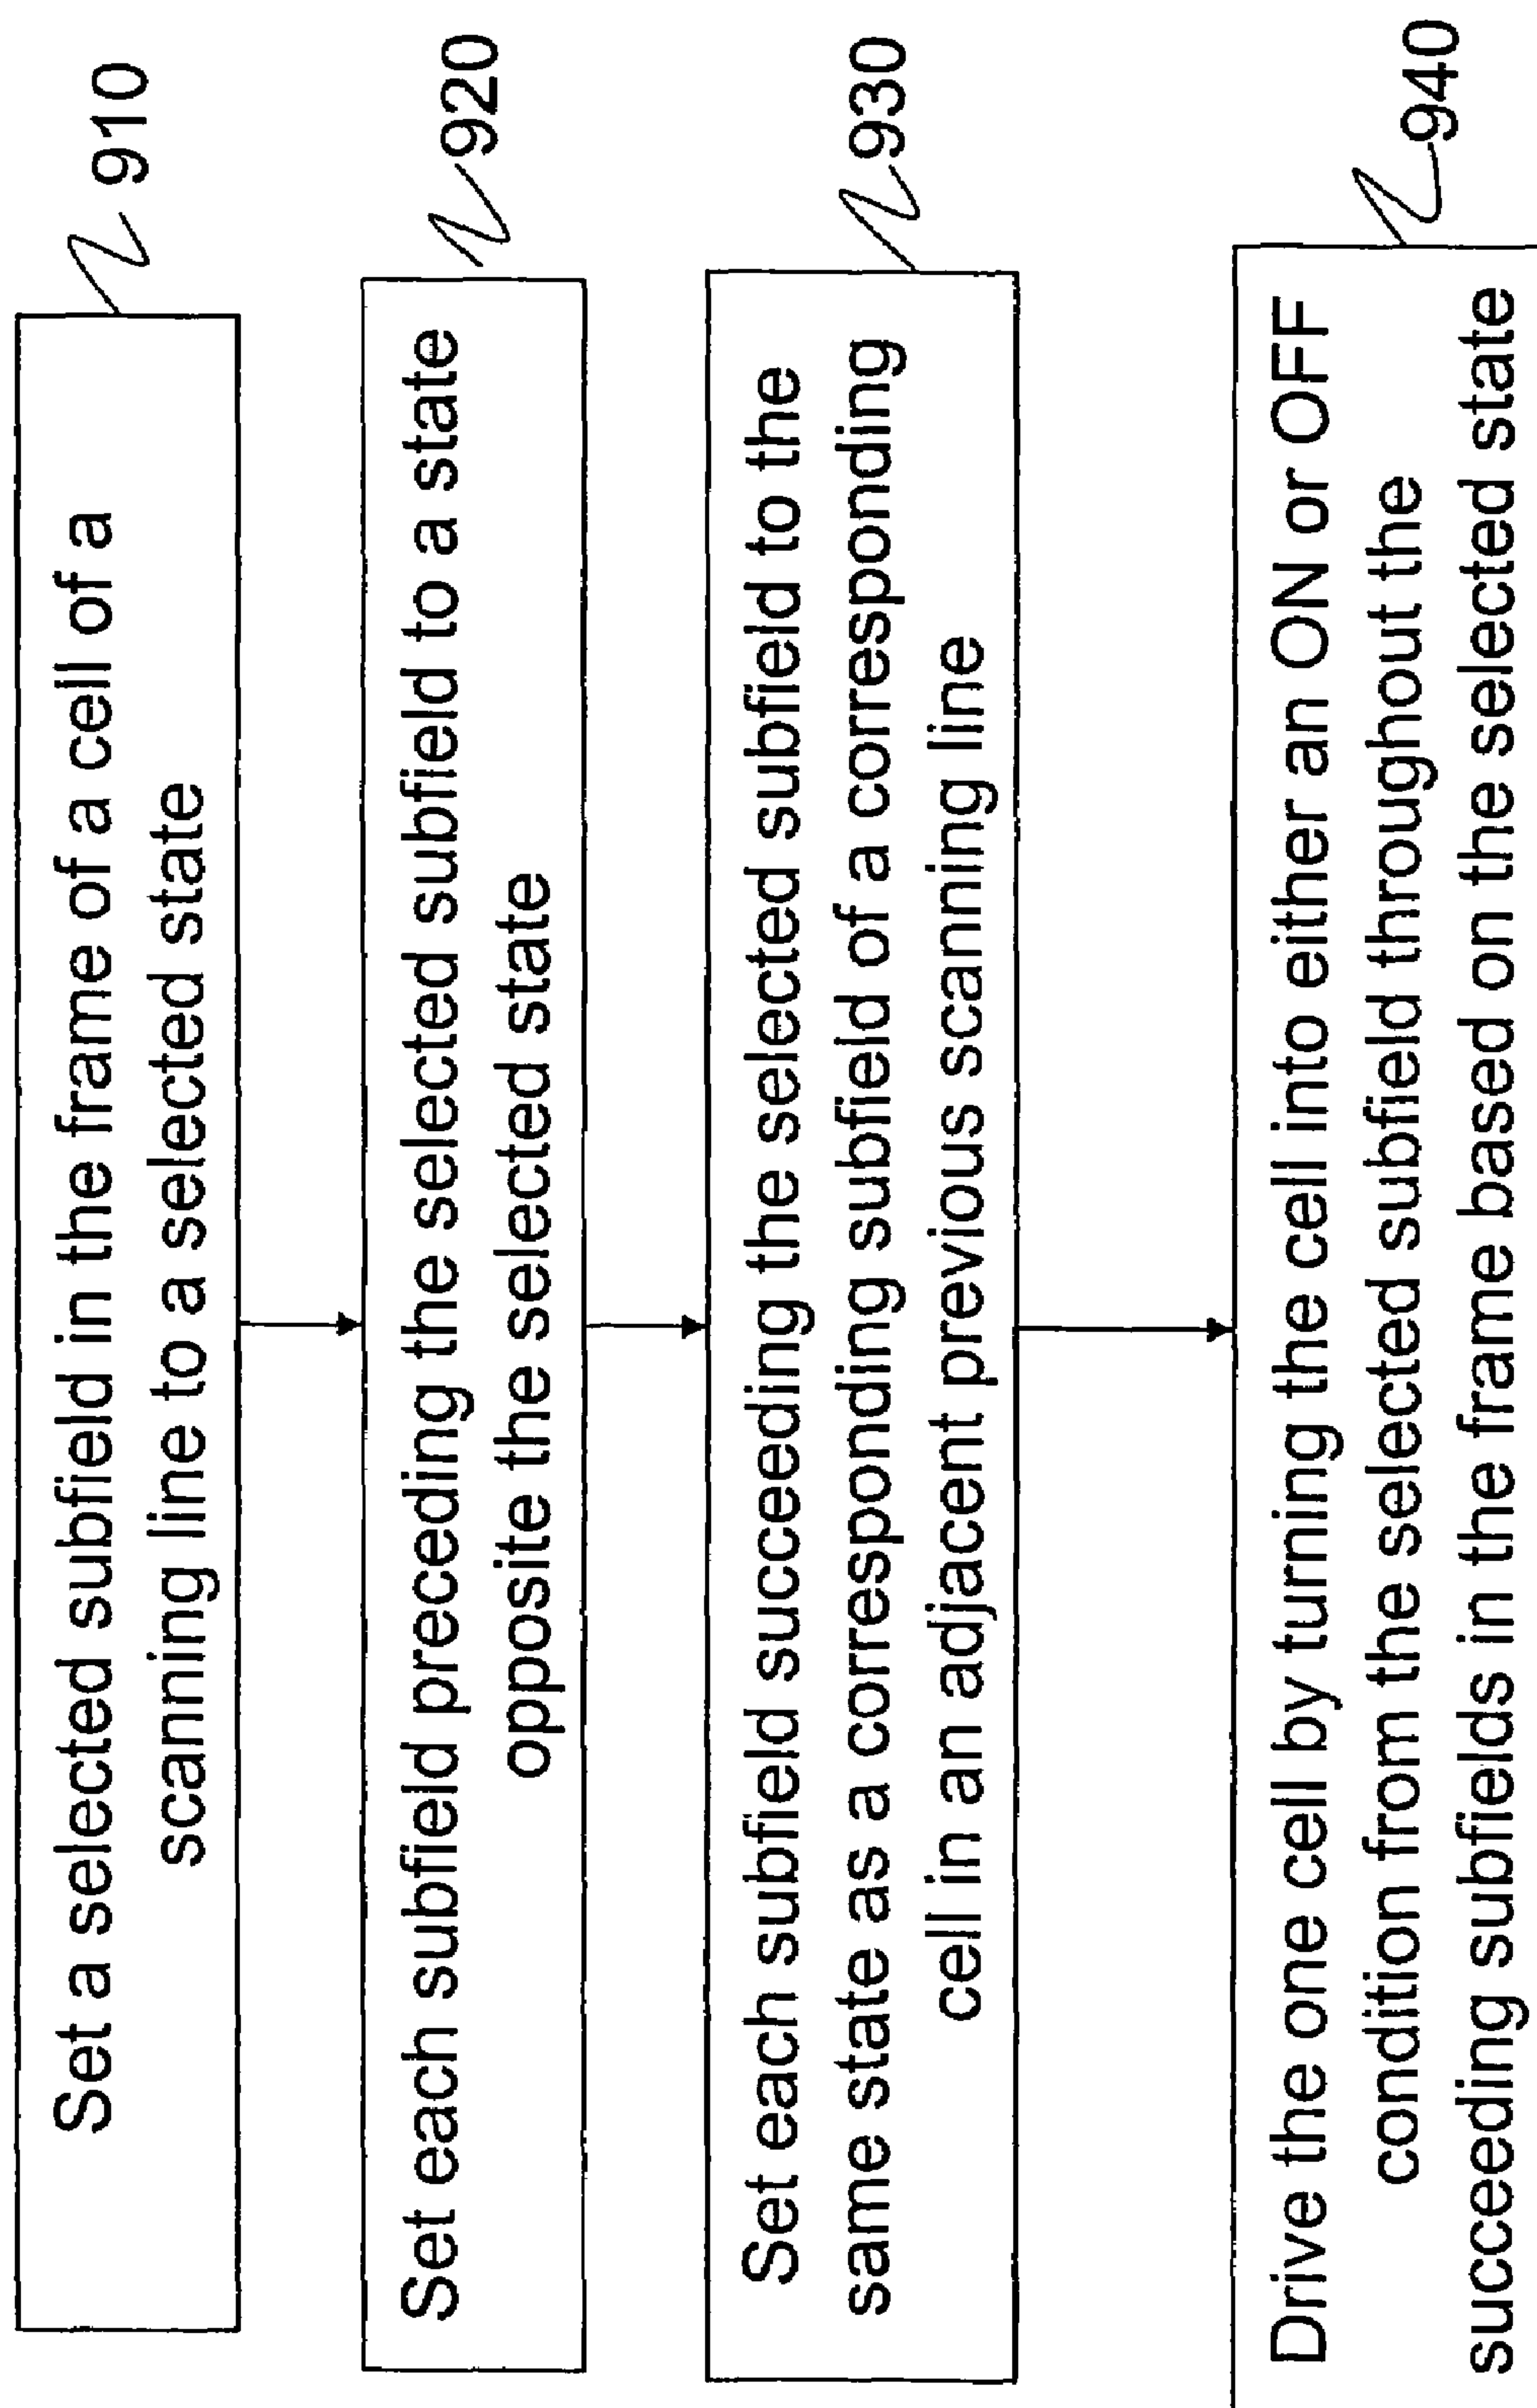 Set a selected subfield in the frame of a cell of a
scanning line to a selected state
910
Set each subfield preceding the selected subfield to a state
opposite the selected state
920
Set each subfield succeeding the selected subfield to the
same state as a corresponding subfield of a corresponding
cell in an adjacent previous scanning line
930
Drive the one cell by turning the cell into either an ON or OFF
condition from the selected subfield throughout the
succeeding subfields in the frame based on the selected state
940